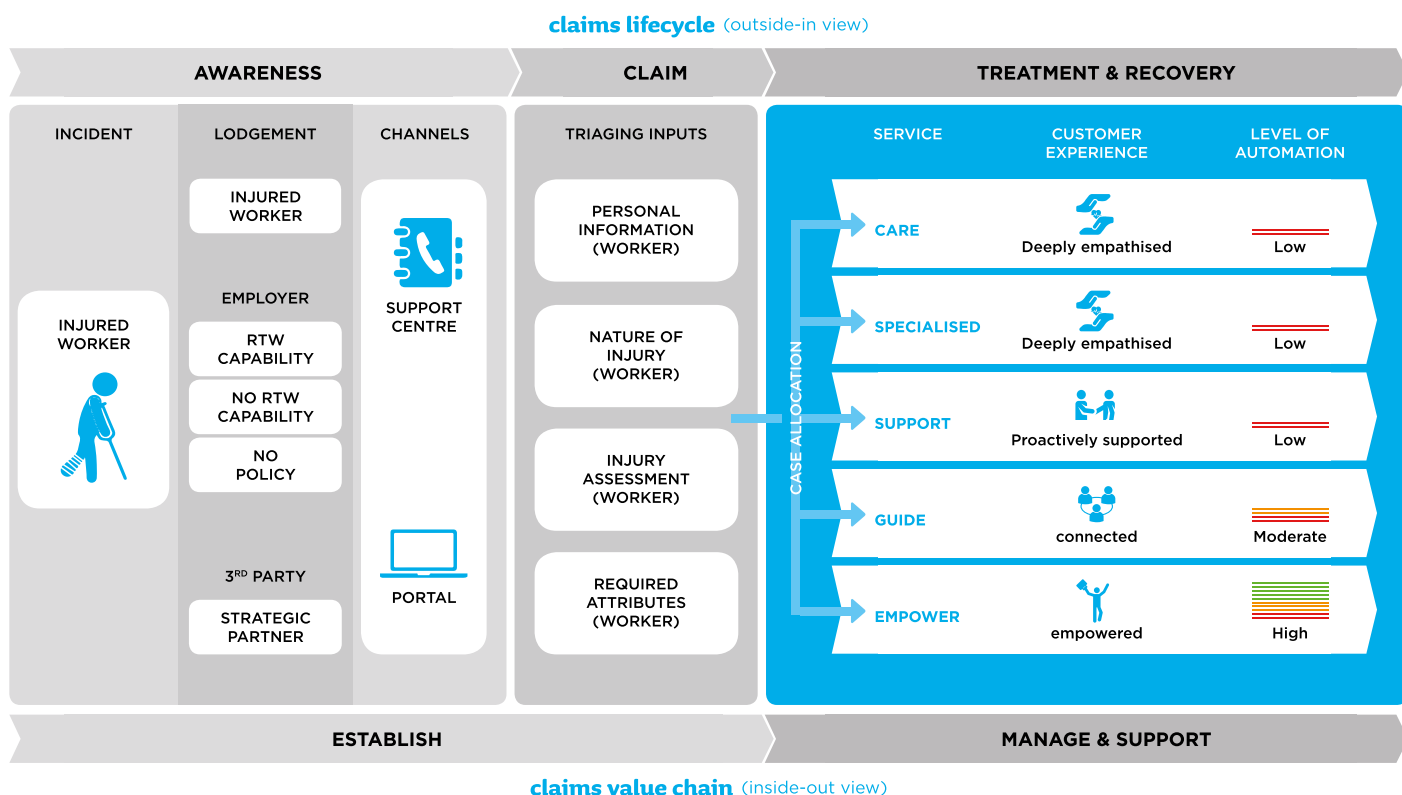 claims lifecycle (outside-in view)
AWARENESS
CLAIM
TREATMENT & RECOVERY
INCIDENT
INJURED
WORKER
LODGEMENT
INJURED
WORKER
EMPLOYER
RTW
CAPABILITY
NO RTW
CAPABILITY
NO
POLICY
3RD PARTY
STRATEGIC
PARTNER
CHANNELS
SUPPORT
CENTRE
PORTAL
TRIAGING INPUTS
PERSONAL
INFORMATION
(WORKER)
NATURE OF
INJURY
(WORKER)
INJURY
ASSESSMENT
(WORKER)
REQUIRED
ATTRIBUTES
(WORKER)
CASE ALLOCATION
SERVICE
CUSTOMER
EXPERIENCE
LEVEL OF
AUTOMATION
CARE
Deeply empathised
Low
SPECIALISED
Deeply empathised
Low
SUPPORT
Proactively supported
Low
GUIDE
connected
Moderate
EMPOWER
empowered
High
ESTABLISH
MANAGE & SUPPORT
claims value chain (inside-out view)